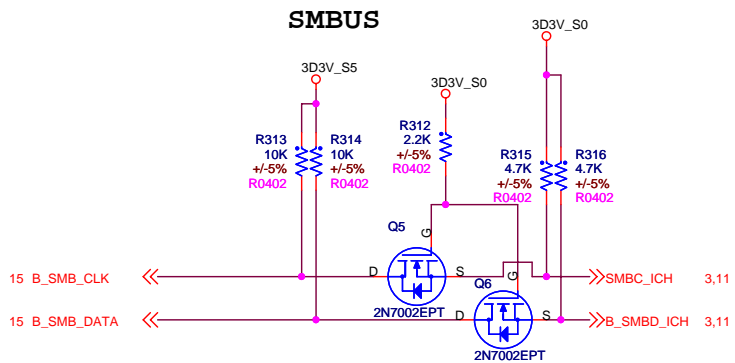 SMBUS
3D3V_S0
3D3V_S5
3D3V_S0
R313
10K
+/-5%
R0402
R314
10K
+/-5%
R0402
R312
2.2K
+/-5%
R0402
R315
4.7K
+/-5%
R0402
R316
4.7K
+/-5%
R0402
Q5
G
15 B_SMB_CLK
D
S
G
SMBC_ICH 3,11
Q6
2N7002EPT
15 B_SMB_DATA
D
S
B_SMBD_ICH 3,11
2N7002EPT